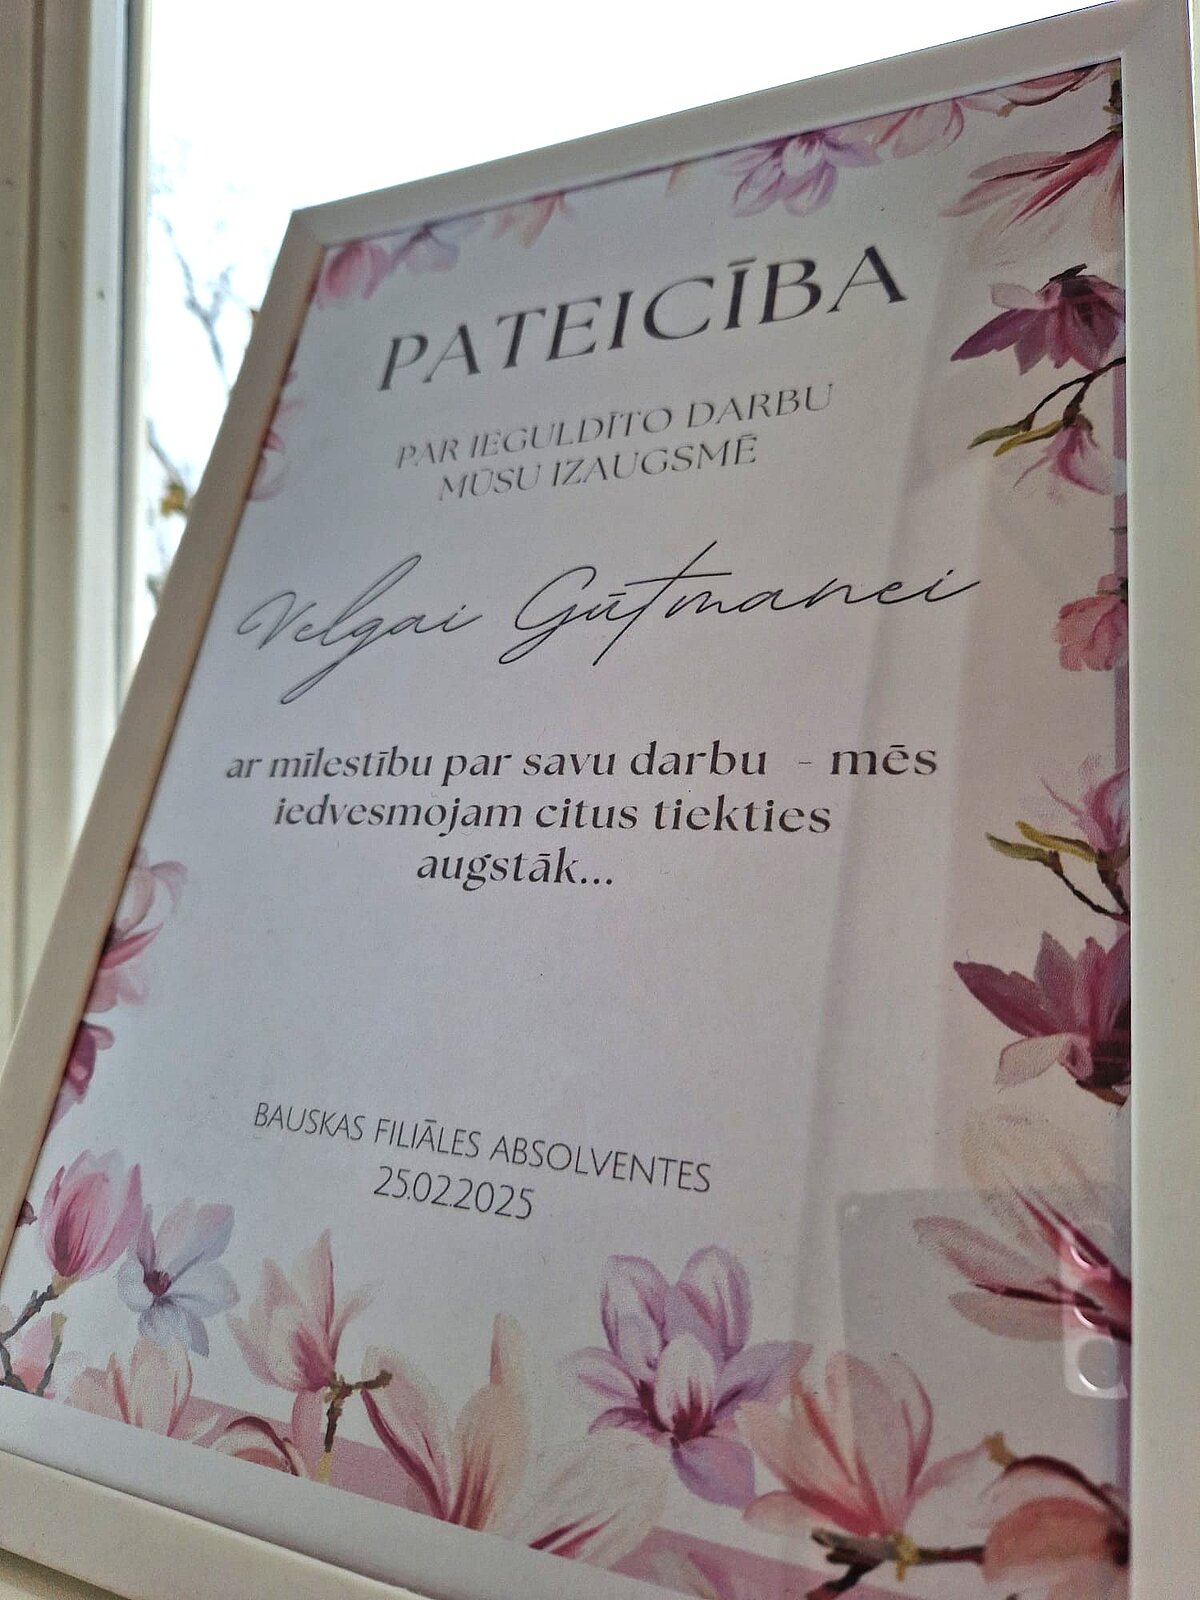 PATEICĪBA
PAR IEGULDĪTO DARBU
MŪSU IZAUGSMĒ
Velgai Gūtmanei
ar mīlestību par savu darbu - mēs
iedvesmojam citus tiekties
augstāk...
BAUSKAS FILIĀLES ABSOLVENTES
25.02.2025